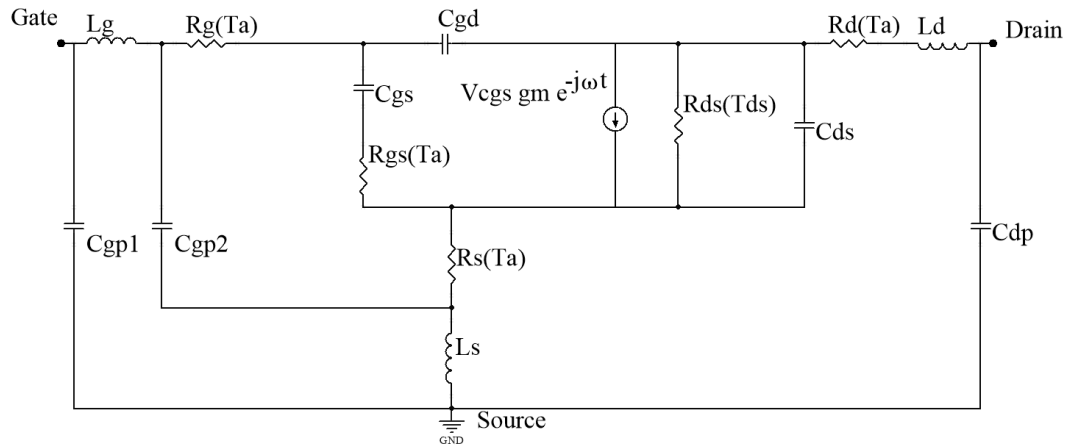 Gate
Lg
Rg(Ta)
Cgd
Rd(Ta)
Ld
Drain
Cgs
Vcgs gm e-jωt
Rds(Tds)
Cds
Rgs(Ta)
Cgp1
Cgp2
Rs(Ta)
Cdp
Ls
Source
GND